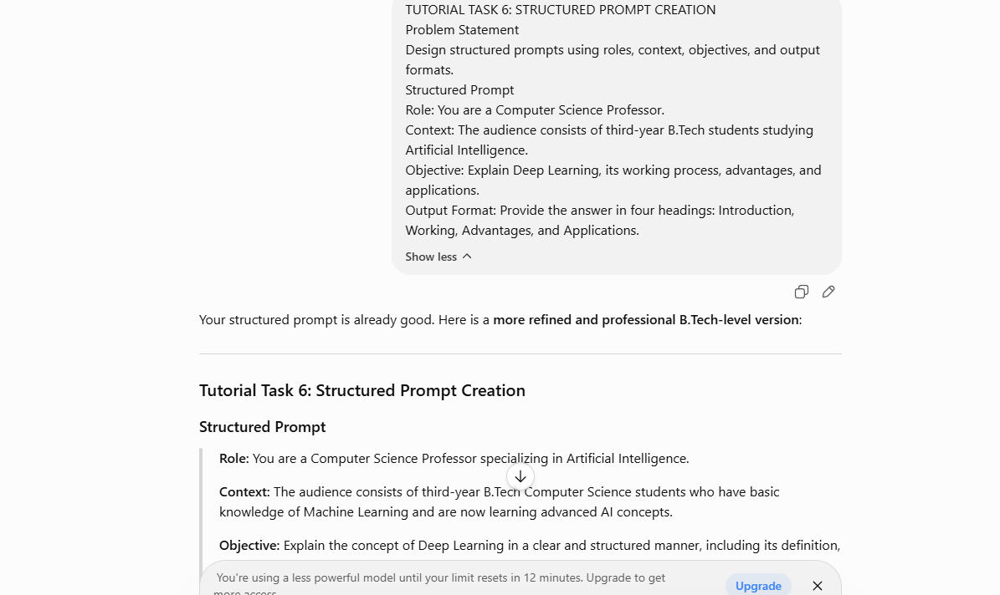 TUTORIAL TASK 6: STRUCTURED PROMPT CREATION
Problem Statement
Design structured prompts using roles, context, objectives, and output
formats.
Structured Prompt
Role: You are a Computer Science Professor.
Context: The audience consists of third-year B.Tech students studying
Artificial Intelligence.
Objective: Explain Deep Learning, its working process, advantages, and
applications.
Output Format: Provide the answer in four headings: Introduction,
Working, Advantages, and Applications.
Show less
Your structured prompt is already good. Here is a more refined and professional B.Tech-level version:
Tutorial Task 6: Structured Prompt Creation
Structured Prompt
Role: You are a Computer Science Professor specializing in Artificial Intelligence.
Context: The audience consists of third-year B.Tech Computer Science students who have basic
knowledge of Machine Learning and are now learning advanced AI concepts.
Objective: Explain the concept of Deep Learning in a clear and structured manner, including its definition,
You're using a less powerful model until your limit resets in 12 minutes. Upgrade to get
more access.
Upgrade